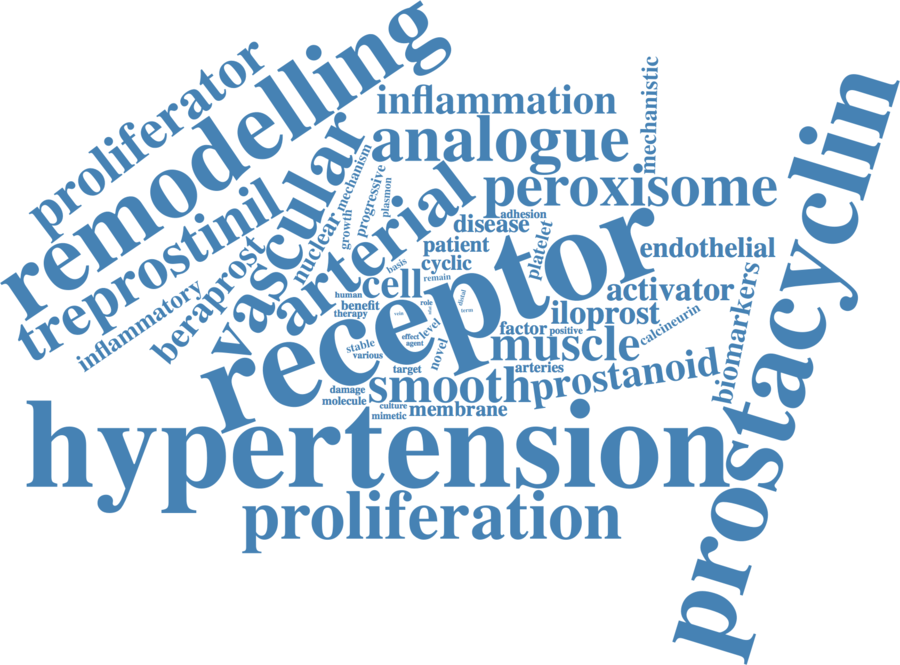 remodelling
proliferator
inflammation
mechanistic
prostacyclin
analogue
vascular
mechanism
progressive
plasmon
growth
nuclear
arterial
peroxisome
adhesion
disease
platelet
treprostinil
beraprost
inflammatory
patient
cyclic
endothelial
basis
remain
cell
receptor
activator
human
benefit
therapy
role
distal
term
vein
iloprost
biomarkers
calcineurin
factor
positive
level
effect
agent
stable
various
novel
muscle
arteries
target
smooth
prostanoid
damage
molecule
culture
mimetic
membrane
hypertension
proliferation